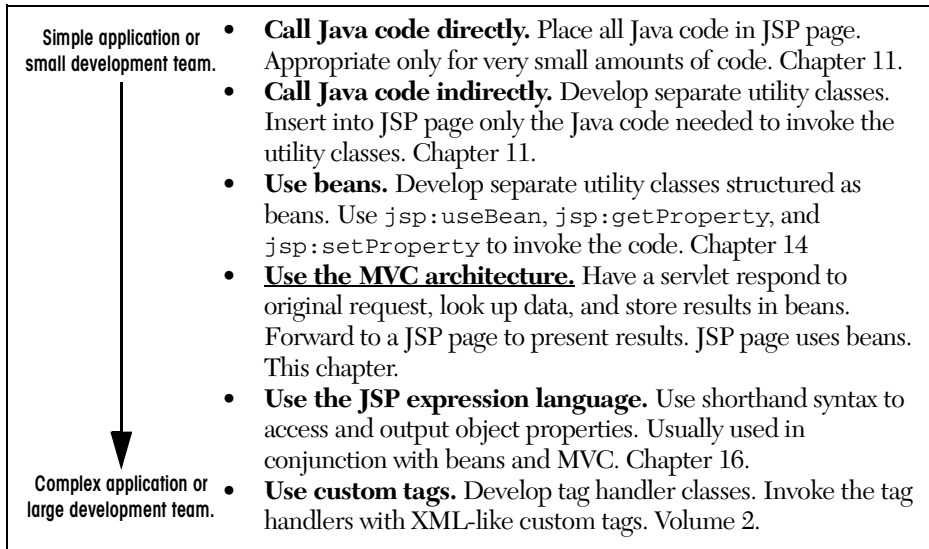 Simple application or
small development team.
• Call Java code directly. Place all Java code in JSP page.
Appropriate only for very small amounts of code. Chapter 11.
• Call Java code indirectly. Develop separate utility classes.
Insert into JSP page only the Java code needed to invoke the
utility classes. Chapter 11.
• Use beans. Develop separate utility classes structured as
beans. Use jsp:useBean, jsp:getProperty, and
jsp:setProperty to invoke the code. Chapter 14
• Use the MVC architecture. Have a servlet respond to
original request, look up data, and store results in beans.
Forward to a JSP page to present results. JSP page uses beans.
This chapter.
• Use the JSP expression language. Use shorthand syntax to
access and output object properties. Usually used in
conjunction with beans and MVC. Chapter 16.
Complex application or
large development team.
• Use custom tags. Develop tag handler classes. Invoke the tag
handlers with XML-like custom tags. Volume 2.